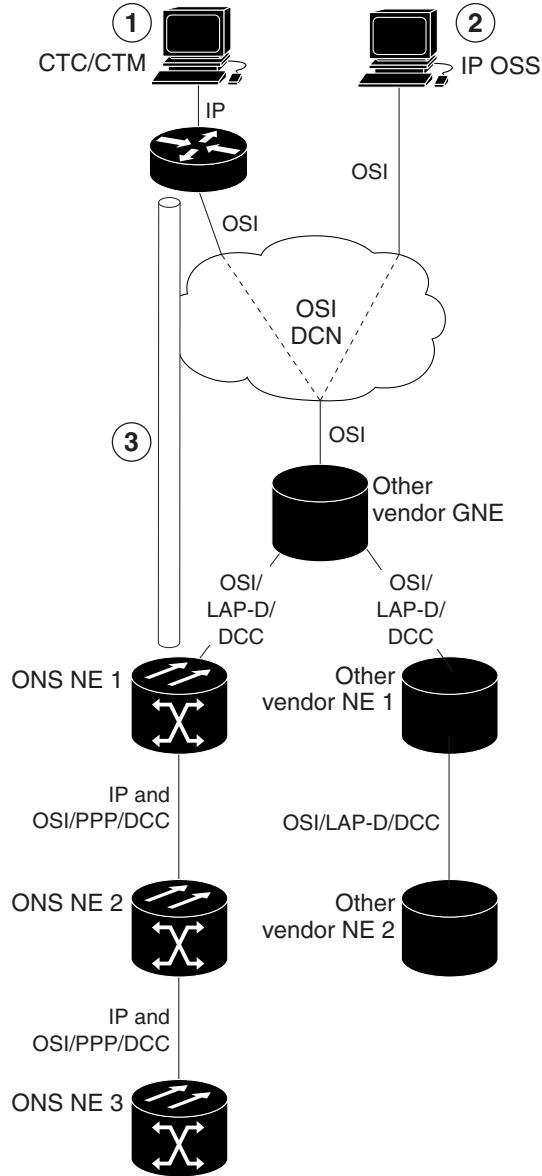 1
2
CTC/CTM
IP OSS
IP
OSI
OSI
OSI
DCN
3
OSI
Other
vendor GNE
OSI/
LAP-D/
DCC
OSI/
LAP-D/
DCC
ONS NE 1
Other
vendor NE 1
IP and
OSI/PPP/DCC
OSI/LAP-D/DCC
ONS NE 2
Other
vendor NE 2
IP and
OSI/PPP/DCC
ONS NE 3